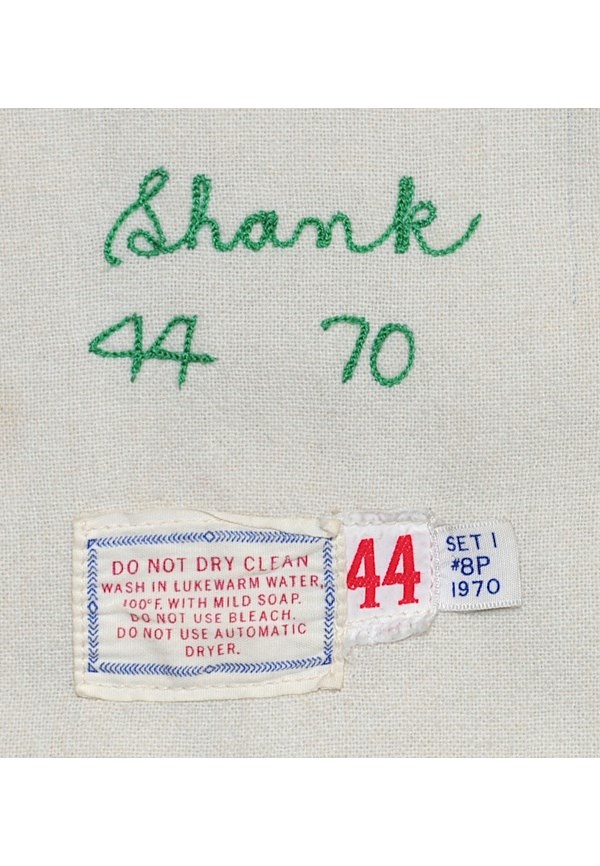 Shank
44 70
DO NOT DRY CLEAN
WASH IN LUKEWARM WATER,
100°F. WITH MILD SOAP.
DO NOT USE BLEACH.
DO NOT USE AUTOMATIC
DRYER.
44
SET 1
#8P
1970